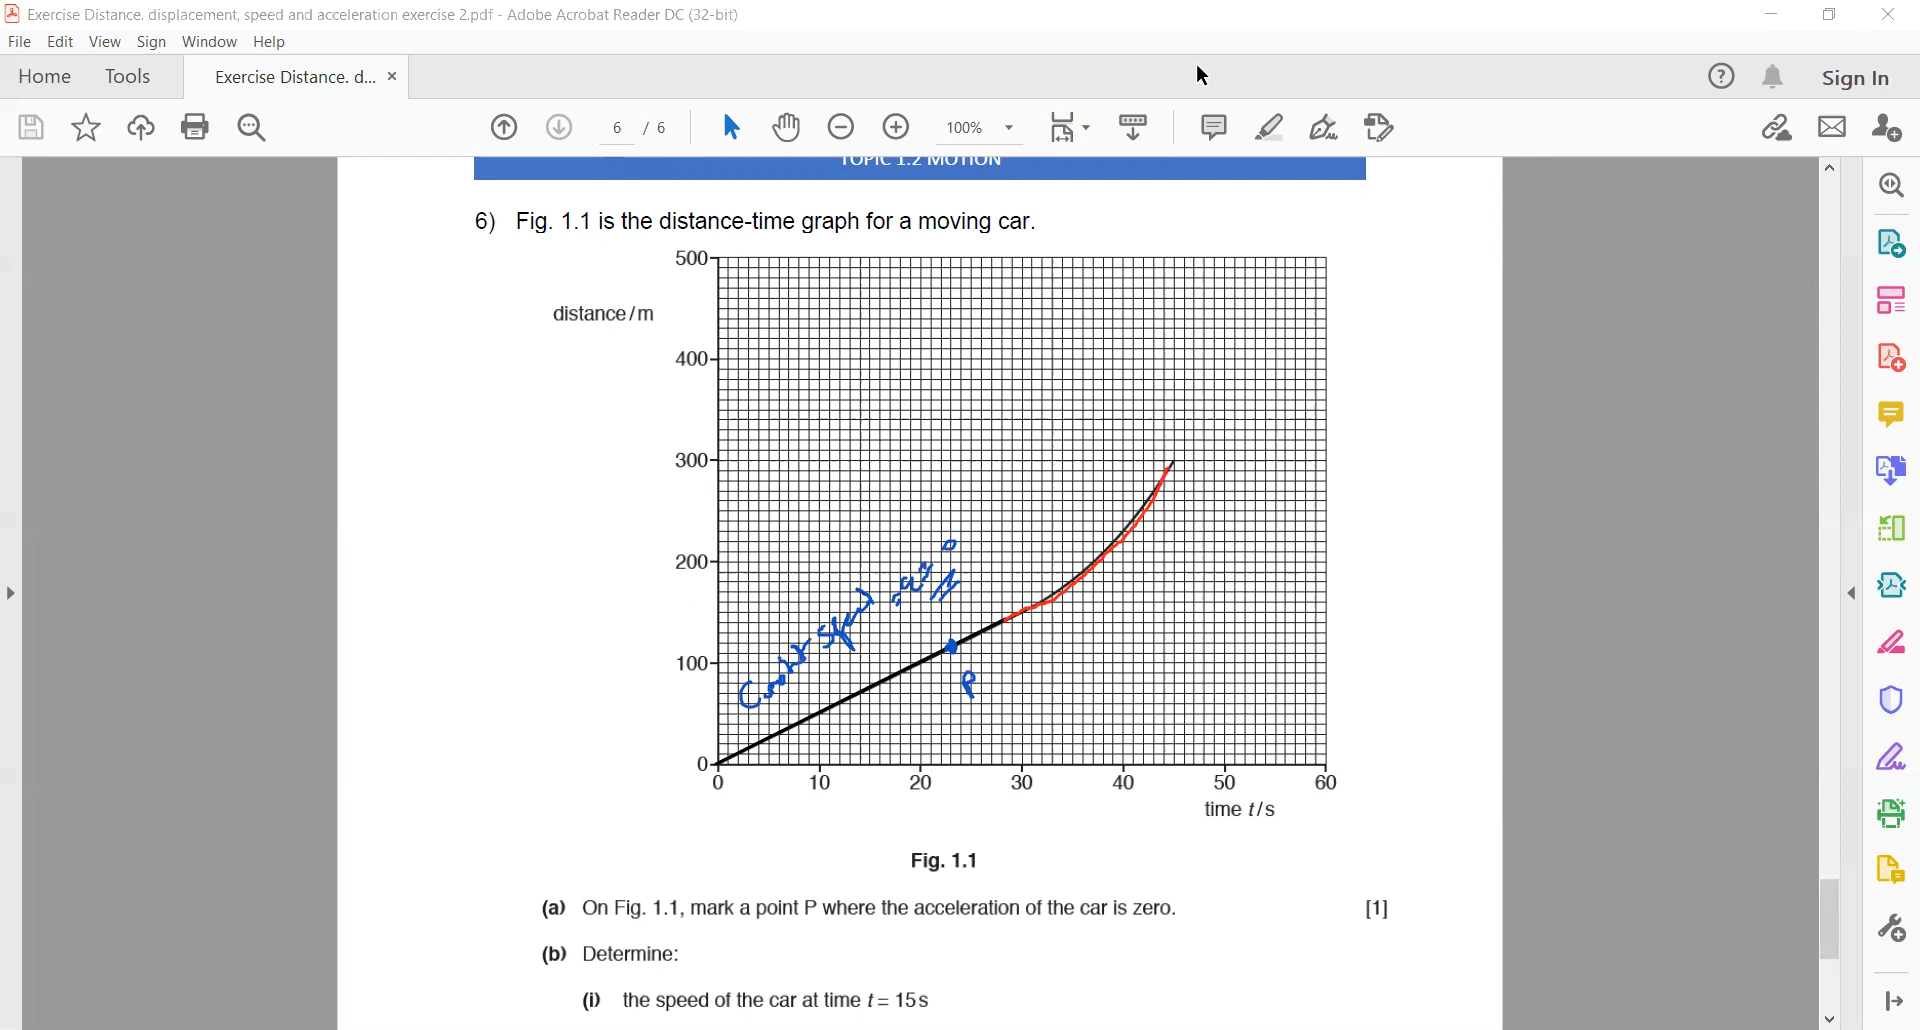 Exercise Distance. displacement, speed and acceleration exercise 2.pdf - Adobe Acrobat Reader DC (32-bit)
File Edit View Sign Window Help
Home Tools Exercise Distance. d... × Sign In
6 / 6 100%
TOPIC 1.2 MOTION
6) Fig. 1.1 is the distance-time graph for a moving car.
500
distance/m
400
300
200
100
P
0
0 10 20 30 40 50 60
time t/s
Fig. 1.1
(a) On Fig. 1.1, mark a point P where the acceleration of the car is zero. [1]
(b) Determine:
(i) the speed of the car at time t = 15 s